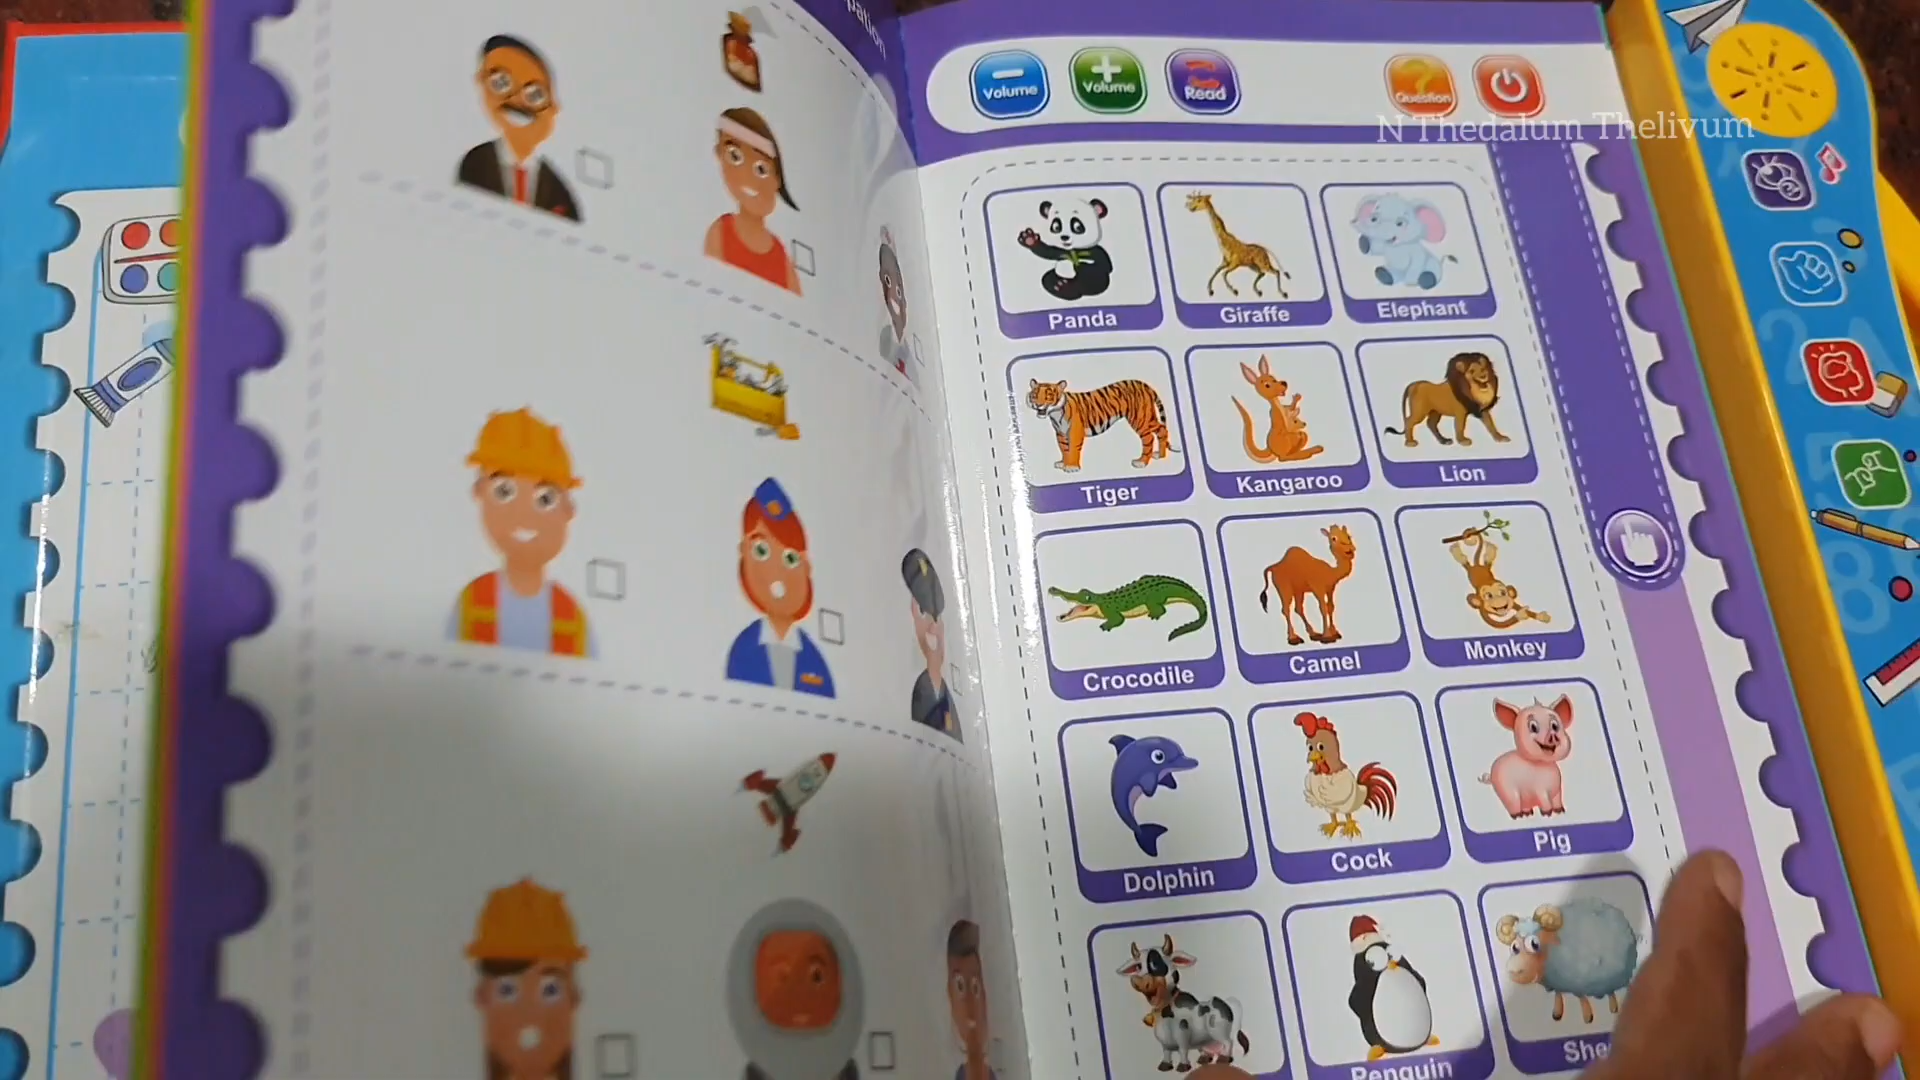 Volume
Volume
Read
Question
N Thedalum Thelivum
Panda
Giraffe
Elephant
Tiger
Kangaroo
Lion
Crocodile
Camel
Monkey
Dolphin
Cock
Pig
Penguin